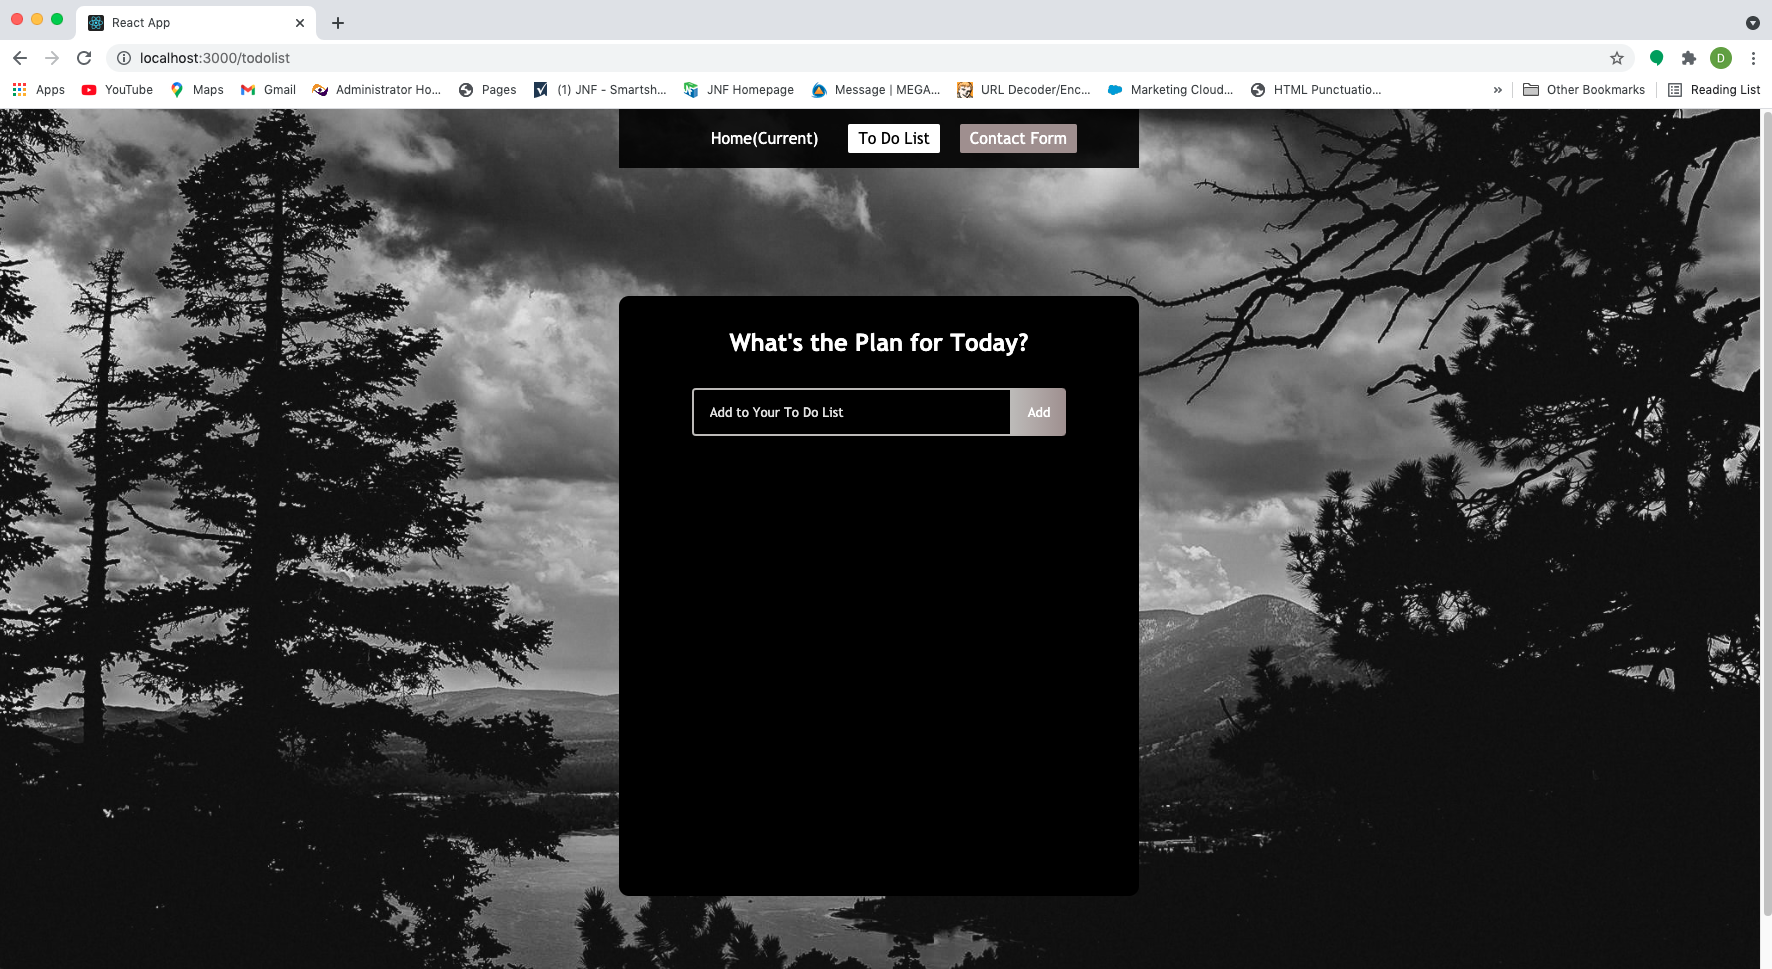 React App
localhost:3000/todolist
D
Apps YouTube Maps Gmail Administrator Ho... Pages (1) JNF - Smartsh... JNF Homepage Message | MEGA... URL Decoder/Enc... Marketing Cloud... HTML Punctuatio... » Other Bookmarks Reading List
Home(Current) To Do List Contact Form
What's the Plan for Today?
Add to Your To Do List Add